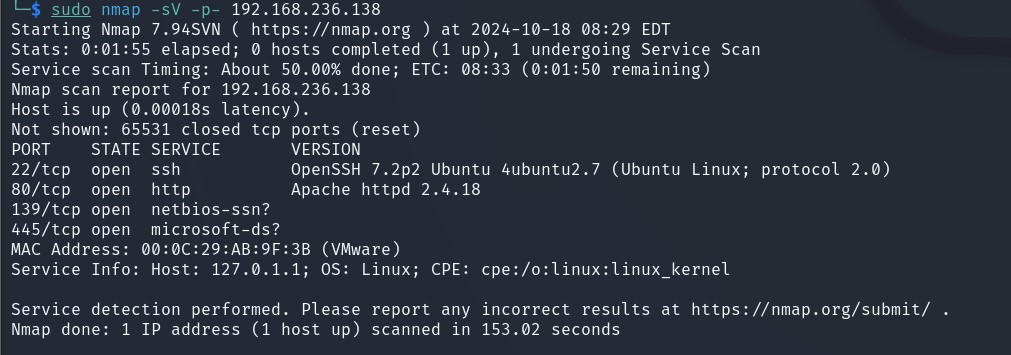 └─$ sudo nmap -sV -p- 192.168.236.138
Starting Nmap 7.94SVN ( https://nmap.org ) at 2024-10-18 08:29 EDT
Stats: 0:01:55 elapsed; 0 hosts completed (1 up), 1 undergoing Service Scan
Service scan Timing: About 50.00% done; ETC: 08:33 (0:01:50 remaining)
Nmap scan report for 192.168.236.138
Host is up (0.00018s latency).
Not shown: 65531 closed tcp ports (reset)
PORT    STATE SERVICE       VERSION
22/tcp  open  ssh           OpenSSH 7.2p2 Ubuntu 4ubuntu2.7 (Ubuntu Linux; protocol 2.0)
80/tcp  open  http          Apache httpd 2.4.18
139/tcp open  netbios-ssn?
445/tcp open  microsoft-ds?
MAC Address: 00:0C:29:AB:9F:3B (VMware)
Service Info: Host: 127.0.1.1; OS: Linux; CPE: cpe:/o:linux:linux_kernel
Service detection performed. Please report any incorrect results at https://nmap.org/submit/ .
Nmap done: 1 IP address (1 host up) scanned in 153.02 seconds